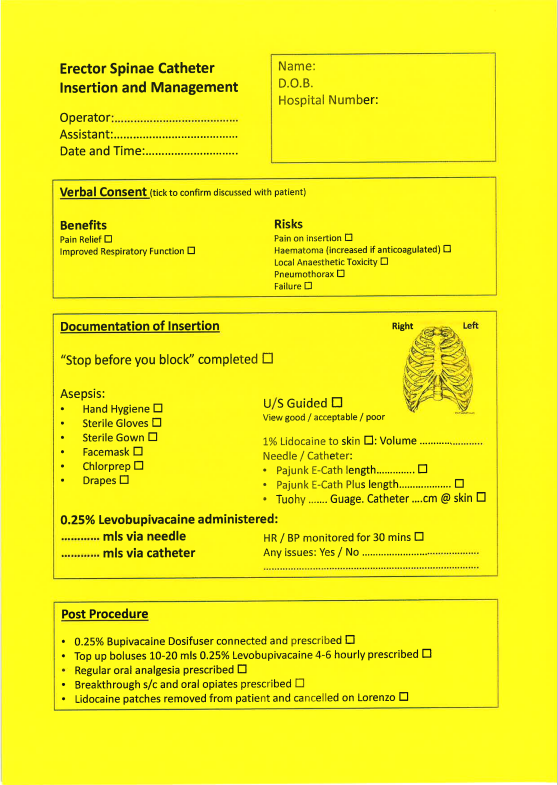 Erector Spinae Catheter
Insertion and Management
Operator:......................................
Assistant:......................................
Date and Time:............................
Name:
D.O.B.
Hospital Number:
Verbal Consent (tick to confirm discussed with patient)
Benefits
Pain Relief ☐
Improved Respiratory Function ☐
Risks
Pain on insertion ☐
Haematoma (increased if anticoagulated) ☐
Local Anaesthetic Toxicity ☐
Pneumothorax ☐
Failure ☐
Documentation of Insertion
Right Left
“Stop before you block” completed ☐
Asepsis:
• Hand Hygiene ☐
• Sterile Gloves ☐
• Sterile Gown ☐
• Facemask ☐
• Chlorprep ☐
• Drapes ☐
U/S Guided ☐
View good / acceptable / poor
1% Lidocaine to skin ☐: Volume ....................
Needle / Catheter:
• Pajunk E-Cath length............. ☐
• Pajunk E-Cath Plus length.................. ☐
• Tuohy ....... Guage. Catheter ....cm @ skin ☐
0.25% Levobupivacaine administered:
............ mls via needle
............ mls via catheter
HR / BP monitored for 30 mins ☐
Any issues: Yes / No ........................................
..........................................................................
Post Procedure
• 0.25% Bupivacaine Dosifuser connected and prescribed ☐
• Top up boluses 10-20 mls 0.25% Levobupivacaine 4-6 hourly prescribed ☐
• Regular oral analgesia prescribed ☐
• Breakthrough s/c and oral opiates prescribed ☐
• Lidocaine patches removed from patient and cancelled on Lorenzo ☐